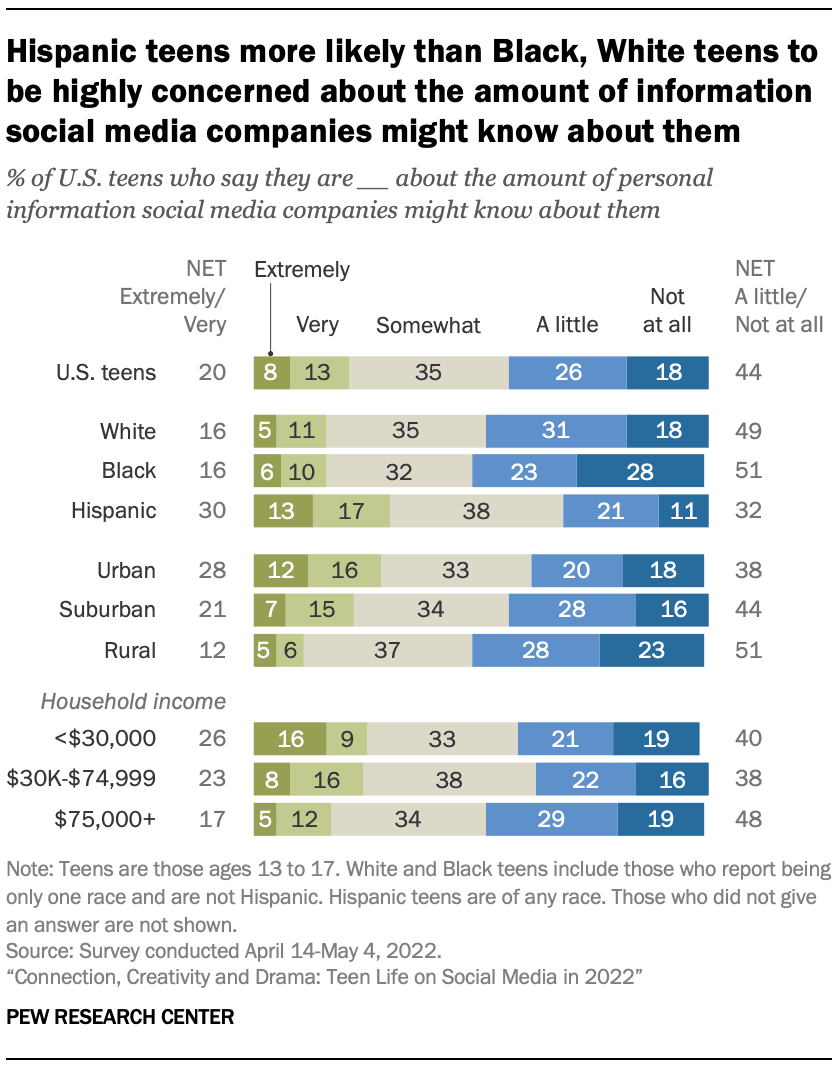 Hispanic teens more likely than Black, White teens to
be highly concerned about the amount of information
social media companies might know about them
% of U.S. teens who say they are __ about the amount of personal
information social media companies might know about them
NET
Extremely/
Very
Extremely
Very
Somewhat
A little
Not
at all
NET
A little/
Not at all
U.S. teens 20 8 13 35 26 18 44
White 16 5 11 35 31 18 49
Black 16 6 10 32 23 28 51
Hispanic 30 13 17 38 21 11 32
Urban 28 12 16 33 20 18 38
Suburban 21 7 15 34 28 16 44
Rural 12 5 6 37 28 23 51
Household income
<$30,000 26 16 9 33 21 19 40
$30K-$74,999 23 8 16 38 22 16 38
$75,000+ 17 5 12 34 29 19 48
Note: Teens are those ages 13 to 17. White and Black teens include those who report being
only one race and are not Hispanic. Hispanic teens are of any race. Those who did not give
an answer are not shown.
Source: Survey conducted April 14-May 4, 2022.
“Connection, Creativity and Drama: Teen Life on Social Media in 2022”
PEW RESEARCH CENTER